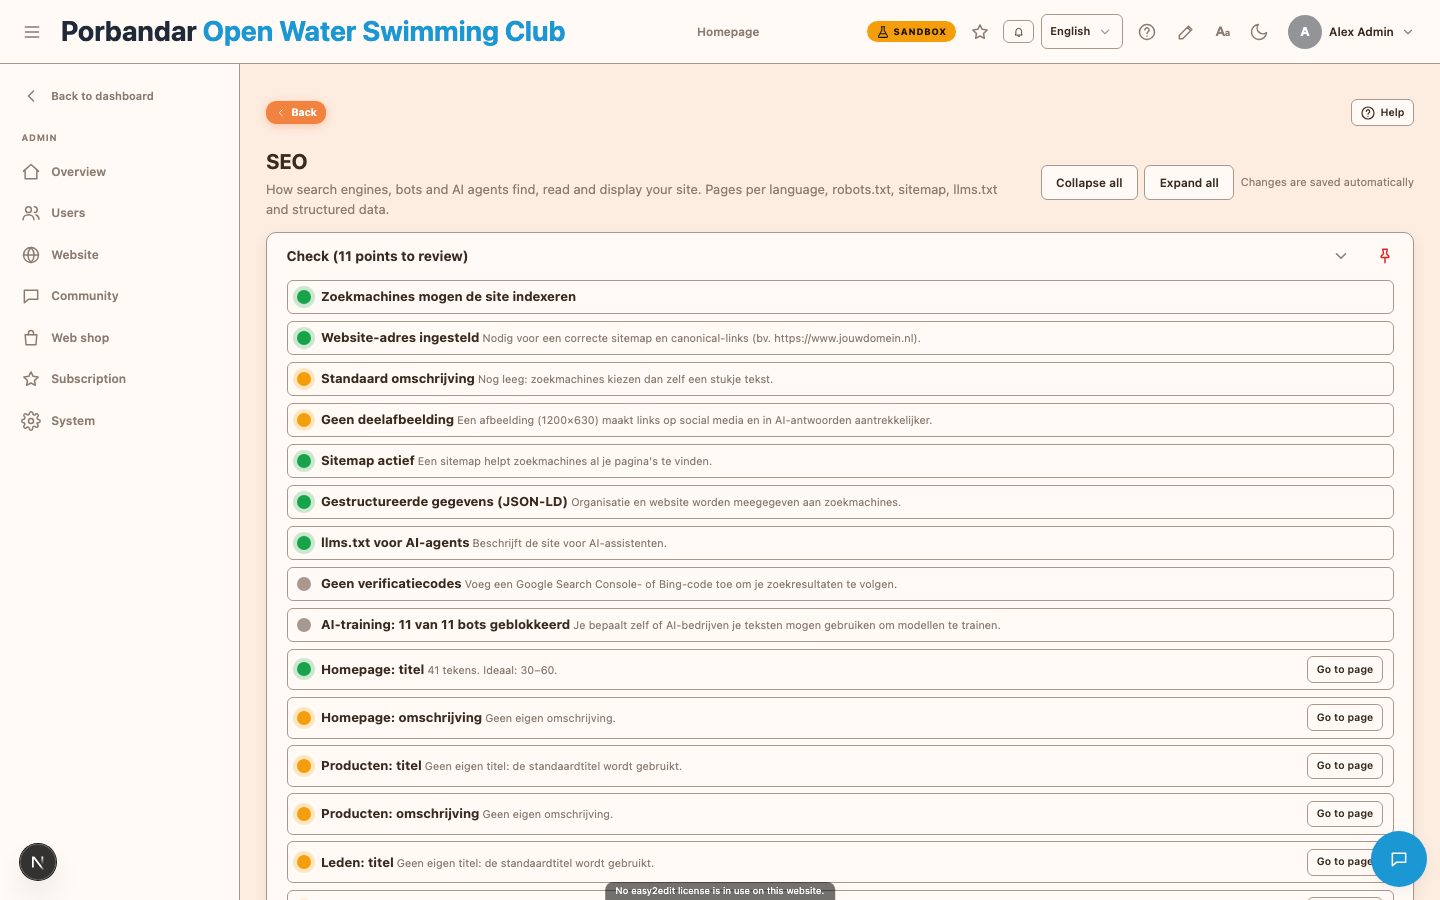 Porbandar Open Water Swimming Club
Homepage
SANDBOX
English
Aa
A
Alex Admin
Back to dashboard
ADMIN
Overview
Users
Website
Community
Web shop
Subscription
System
N
Back
Help
SEO
How search engines, bots and AI agents find, read and display your site. Pages per language, robots.txt, sitemap, llms.txt
and structured data.
Collapse all
Expand all
Changes are saved automatically
Check (11 points to review)
Zoekmachines mogen de site indexeren
Website-adres ingesteld Nodig voor een correcte sitemap en canonical-links (bv. https://www.jouwdomein.nl).
Standaard omschrijving Nog leeg: zoekmachines kiezen dan zelf een stukje tekst.
Geen deelafbeelding Een afbeelding (1200×630) maakt links op social media en in AI-antwoorden aantrekkelijker.
Sitemap actief Een sitemap helpt zoekmachines al je pagina's te vinden.
Gestructureerde gegevens (JSON-LD) Organisatie en website worden meegegeven aan zoekmachines.
llms.txt voor AI-agents Beschrijft de site voor AI-assistenten.
Geen verificatiecodes Voeg een Google Search Console- of Bing-code toe om je zoekresultaten te volgen.
AI-training: 11 van 11 bots geblokkeerd Je bepaalt zelf of AI-bedrijven je teksten mogen gebruiken om modellen te trainen.
Homepage: titel 41 tekens. Ideaal: 30–60.
Go to page
Homepage: omschrijving Geen eigen omschrijving.
Go to page
Producten: titel Geen eigen titel: de standaardtitel wordt gebruikt.
Go to page
Producten: omschrijving Geen eigen omschrijving.
Go to page
Leden: titel Geen eigen titel: de standaardtitel wordt gebruikt.
Go to page
No easy2edit license is in use on this website.